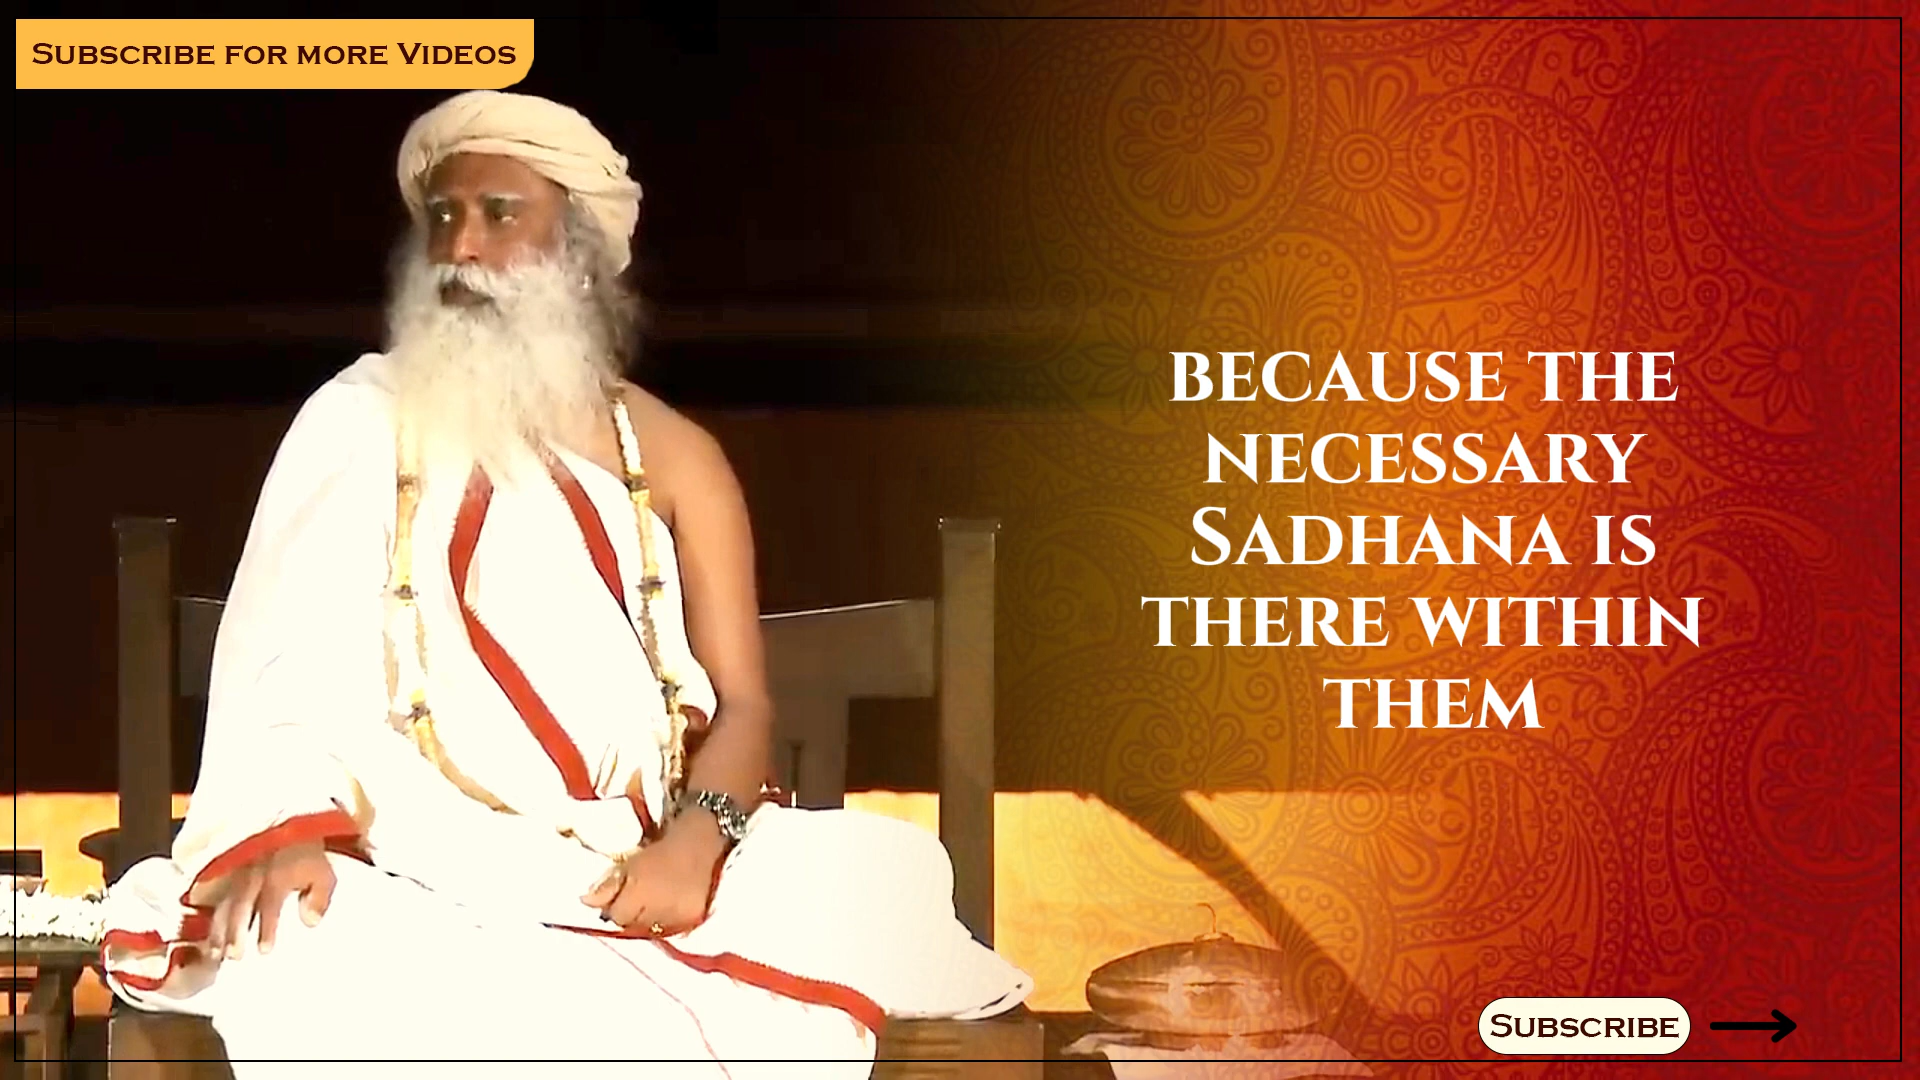 Subscribe for more Videos
because the
necessary
Sadhana is
there within
them
Subscribe